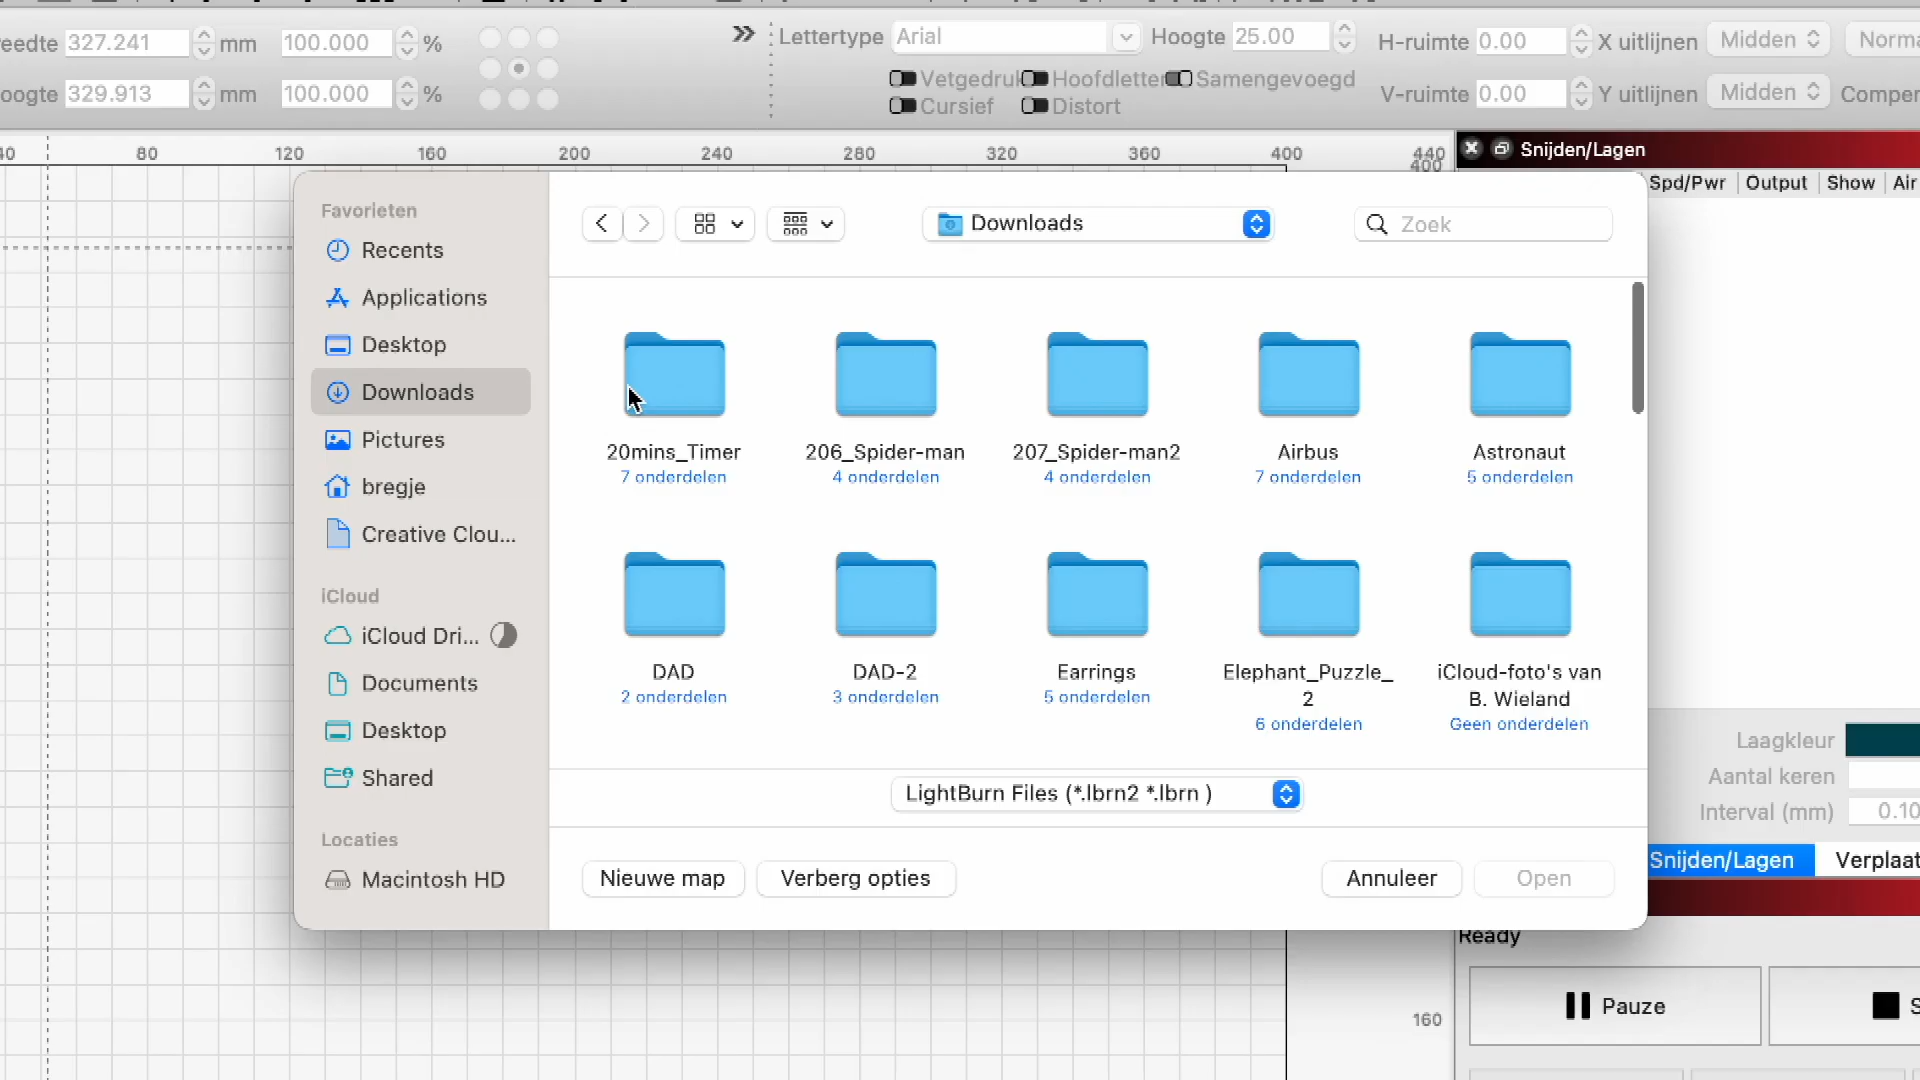 eedte 327.241 mm 100.000 %
Lettertype Arial Hoogte 25.00
H-ruimte 0.00 X uitlijnen Midden Norma
Vetgedruk Hoofdletter Samengevoegd
oogte 329.913 mm 100.000 %
V-ruimte 0.00 Y uitlijnen Midden Comper
Cursief Distort
40 80 120 160 200 240 280 320 360 400 440
400
Snijden/Lagen
Spd/Pwr Output Show Air
Favorieten
Recents
Applications
Desktop
Downloads
Pictures
bregje
Creative Clou...
iCloud
iCloud Dri...
Documents
Desktop
Shared
Locaties
Macintosh HD
Downloads
Zoek
20mins_Timer
7 onderdelen
206_Spider-man
4 onderdelen
207_Spider-man2
4 onderdelen
Airbus
7 onderdelen
Astronaut
5 onderdelen
DAD
2 onderdelen
DAD-2
3 onderdelen
Earrings
5 onderdelen
Elephant_Puzzle_
2
6 onderdelen
iCloud-foto's van
B. Wieland
Geen onderdelen
LightBurn Files (*.lbrn2 *.lbrn )
Nieuwe map
Verberg opties
Annuleer
Open
Laagkleur
Aantal keren
Interval (mm) 0.10
Snijden/Lagen Verplaat
Ready
Pauze
S
160